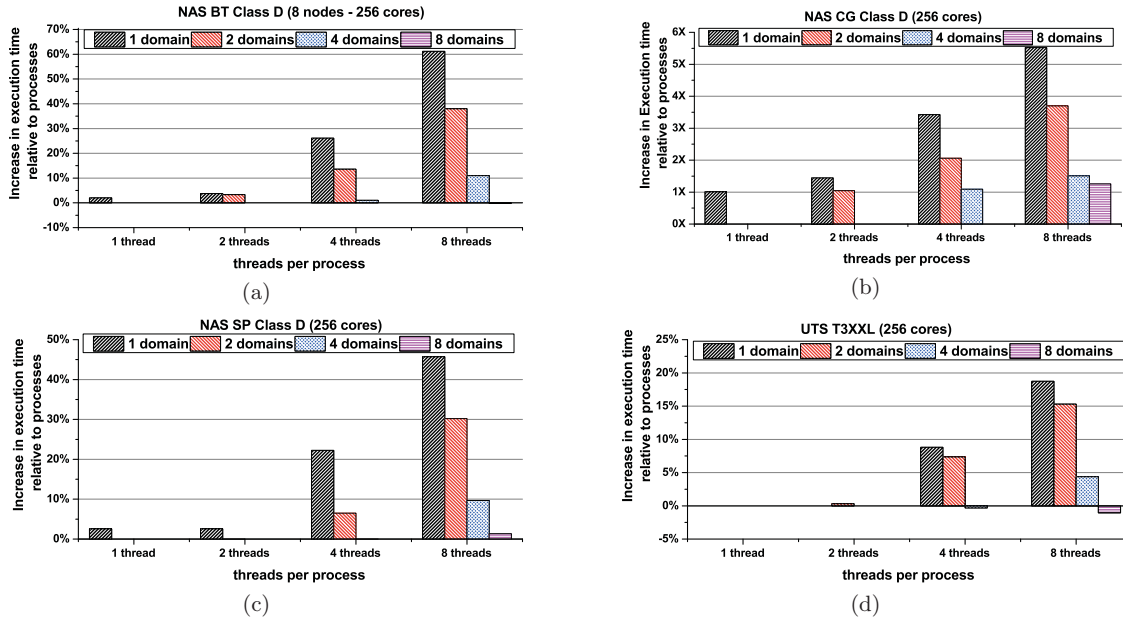 NAS BT Class D (8 nodes - 256 cores)
1 domain 2 domains 4 domains 8 domains
Increase in execution time
relative to processes
70%
60%
50%
40%
30%
20%
10%
0%
-10%
1 thread 2 threads 4 threads 8 threads
threads per process
(a)
NAS CG Class D (256 cores)
1 domain 2 domains 4 domains 8 domains
Increase in Execution time
relative to processes
6X
5X
4X
3X
2X
1X
0X
1 thread 2 threads 4 threads 8 threads
threads per process
(b)
NAS SP Class D (256 cores)
1 domain 2 domains 4 domains 8 domains
Increase in execution time
relative to processes
50%
40%
30%
20%
10%
0%
1 thread 2 threads 4 threads 8 threads
threads per process
(c)
UTS T3XXL (256 cores)
1 domain 2 domains 4 domains 8 domains
Increase in execution time
relative to processes
25%
20%
15%
10%
5%
0%
-5%
1 thread 2 threads 4 threads 8 threads
threads per process
(d)